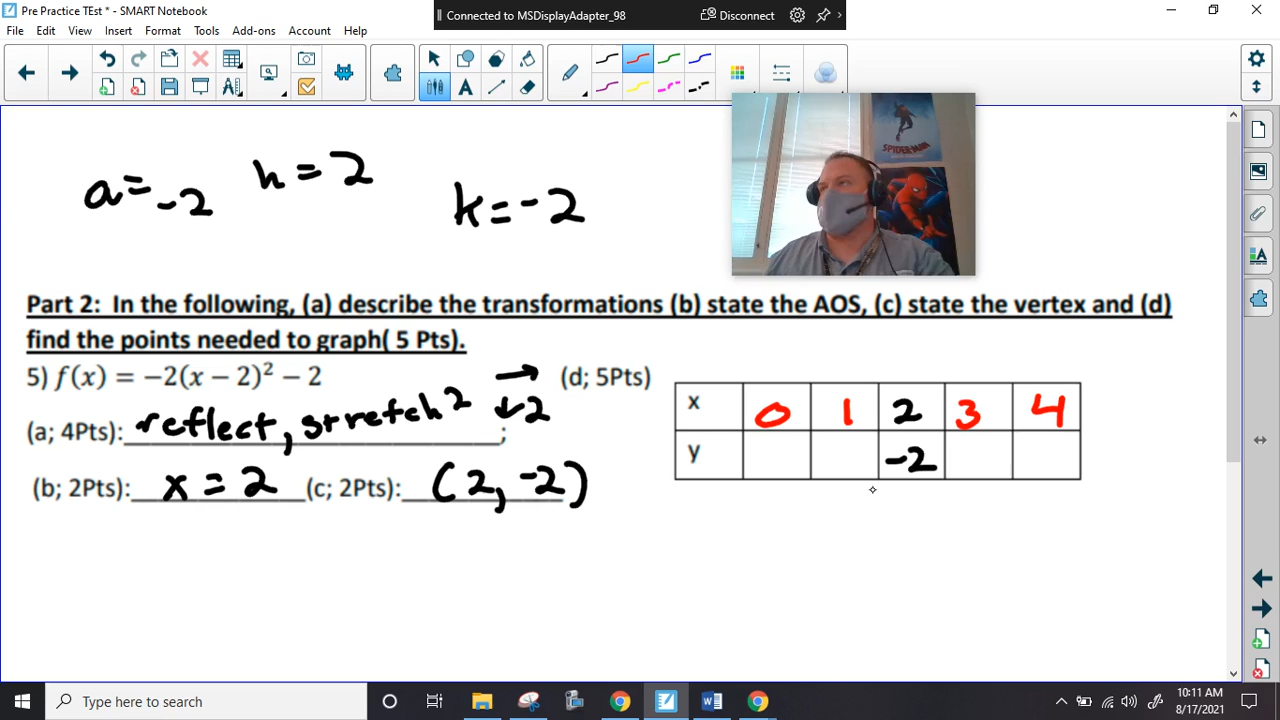 Pre Practice TEst * - SMART Notebook
Connected to MSDisplayAdapter_98
Disconnect
File Edit View Insert Format Tools Add-ons Account Help
SPIDER-MAN
a=-2 h=2 k=-2
Part 2: In the following, (a) describe the transformations (b) state the AOS, (c) state the vertex and (d)
find the points needed to graph( 5 Pts).
5) f(x) = −2(x − 2)² − 2 → (d; 5Pts)
(a; 4Pts): reflect, stretch 2 ↓2 ;
(b; 2Pts): x = 2 (c; 2Pts): (2, -2)
x 0 1 2 3 4
y -2
Type here to search
10:11 AM
8/17/2021